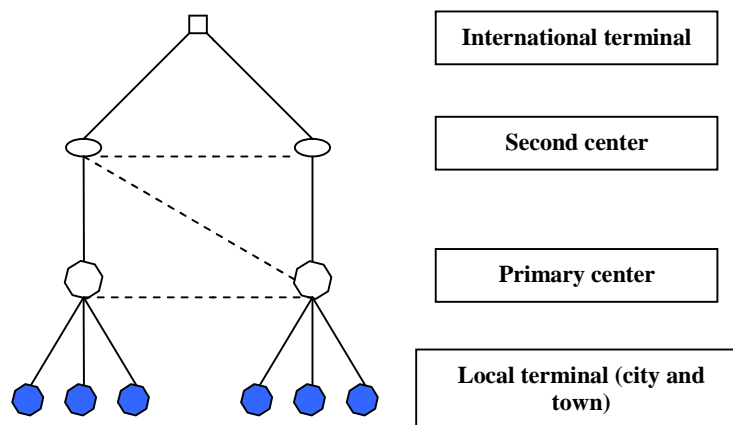 International terminal
Second center
Primary center
Local terminal (city and
town)